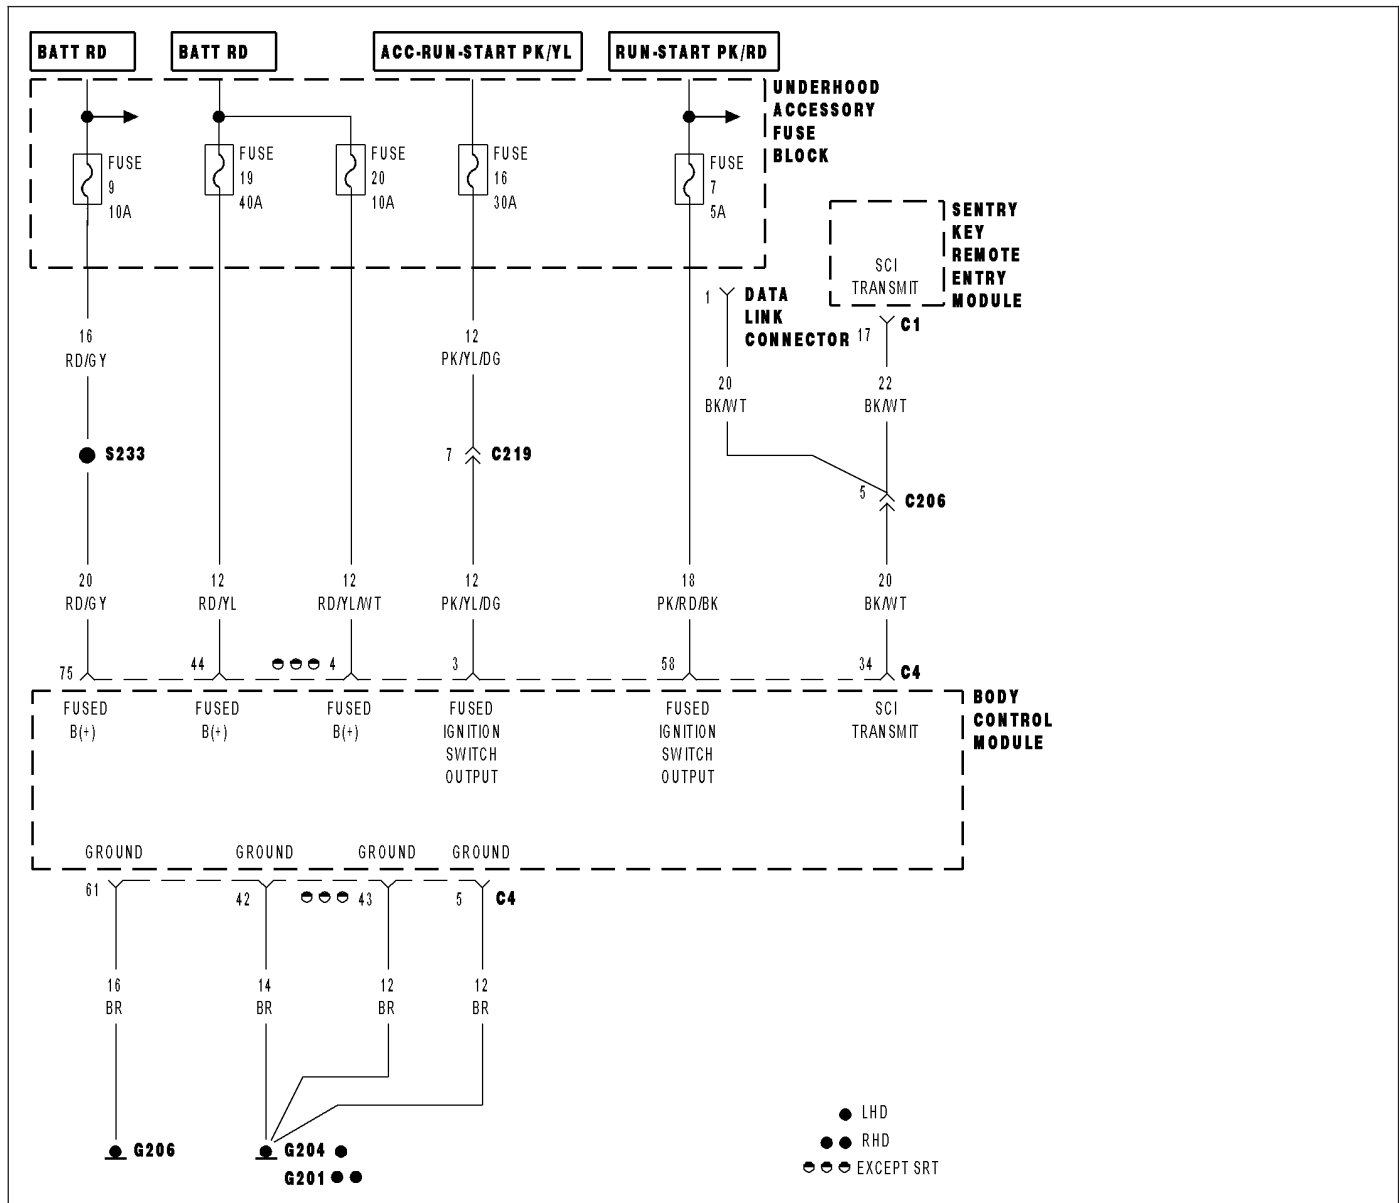 BATT RD
BATT RD
ACC-RUN-START PK/YL
RUN-START PK/RD
UNDERHOOD
ACCESSORY
FUSE
BLOCK
FUSE
9
10A
FUSE
19
40A
FUSE
20
10A
FUSE
16
30A
FUSE
7
5A
SENTRY
KEY
REMOTE
ENTRY
MODULE
SCI
TRANSMIT
1
DATA
LINK
CONNECTOR
17
C1
16
RD/GY
12
PK/YL/DG
20
BK/WT
22
BK/WT
S233
7
C219
5
C206
20
RD/GY
12
RD/YL
12
RD/YL/WT
12
PK/YL/DG
18
PK/RD/BK
20
BK/WT
75
44
4
3
58
34
C4
BODY
CONTROL
MODULE
FUSED
B(+)
FUSED
B(+)
FUSED
B(+)
FUSED
IGNITION
SWITCH
OUTPUT
FUSED
IGNITION
SWITCH
OUTPUT
SCI
TRANSMIT
GROUND
GROUND
GROUND
GROUND
61
42
43
5
C4
16
BR
14
BR
12
BR
12
BR
G206
G204
G201
LHD
RHD
EXCEPT SRT